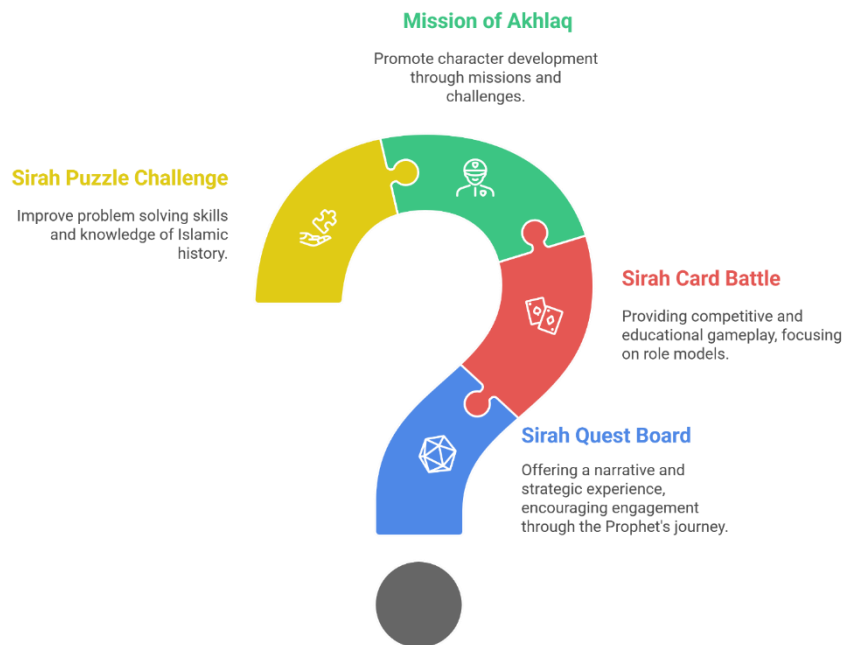 Mission of Akhlaq
Promote character development
through missions and
challenges.
Sirah Puzzle Challenge
Improve problem solving skills
and knowledge of Islamic
history.
Sirah Card Battle
Providing competitive and
educational gameplay, focusing
on role models.
Sirah Quest Board
Offering a narrative and
strategic experience,
encouraging engagement
through the Prophet's journey.